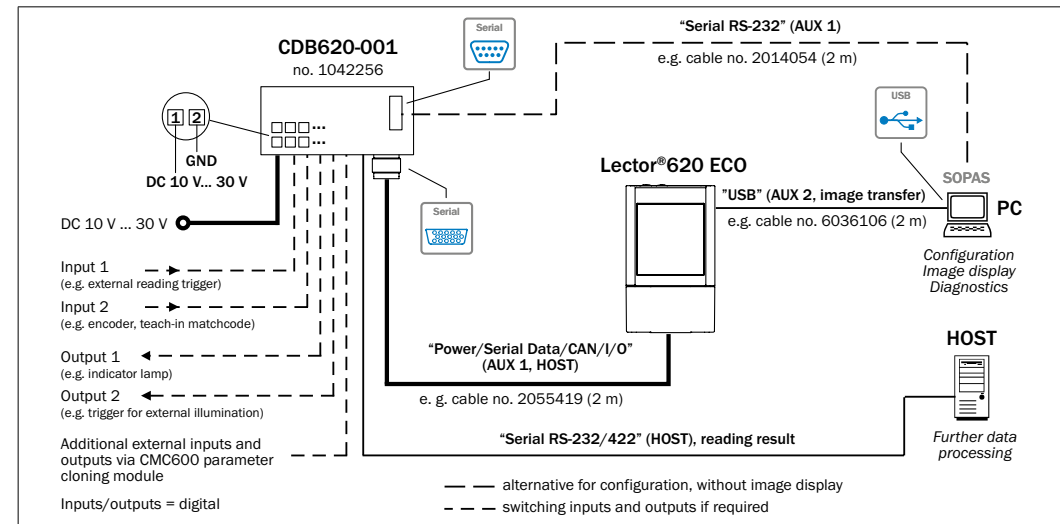 CDB620-001
no. 1042256
Serial
"Serial RS-232" (AUX 1)
e.g. cable no. 2014054 (2 m)
USB
1 2
GND
DC 10 V... 30 V
Lector®620 ECO
SOPAS
"USB" (AUX 2, image transfer)
PC
e.g. cable no. 6036106 (2 m)
Serial
DC 10 V ... 30 V
Configuration
Image display
Diagnostics
Input 1
(e.g. external reading trigger)
Input 2
(e.g. encoder, teach-in matchcode)
Output 1
(e.g. indicator lamp)
Output 2
(e.g. trigger for external illumination)
"Power/Serial Data/CAN/I/O"
(AUX 1, HOST)
e. g. cable no. 2055419 (2 m)
HOST
"Serial RS-232/422" (HOST), reading result
Further data
processing
Additional external inputs and
outputs via CMC600 parameter
cloning module
Inputs/outputs = digital
alternative for configuration, without image display
switching inputs and outputs if required